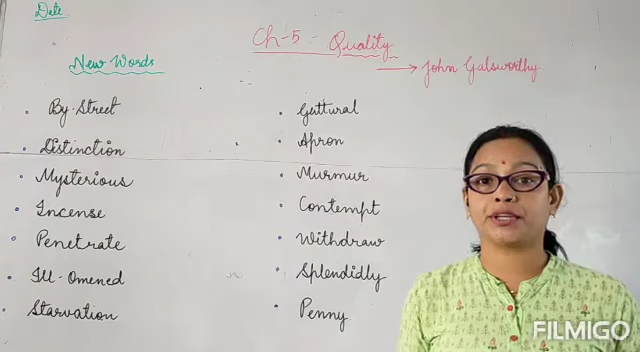 Date
Ch-5 :- Quality
→ John Galsworthy
New Words
• By-Street
• Distinction
• Mysterious
• Incense
• Penetrate
• Ill-Omened
• Starvation
• Guttural
• Apron
• Murmur
• Contempt
• Withdraw
• Splendidly
• Penny
FILMIGO